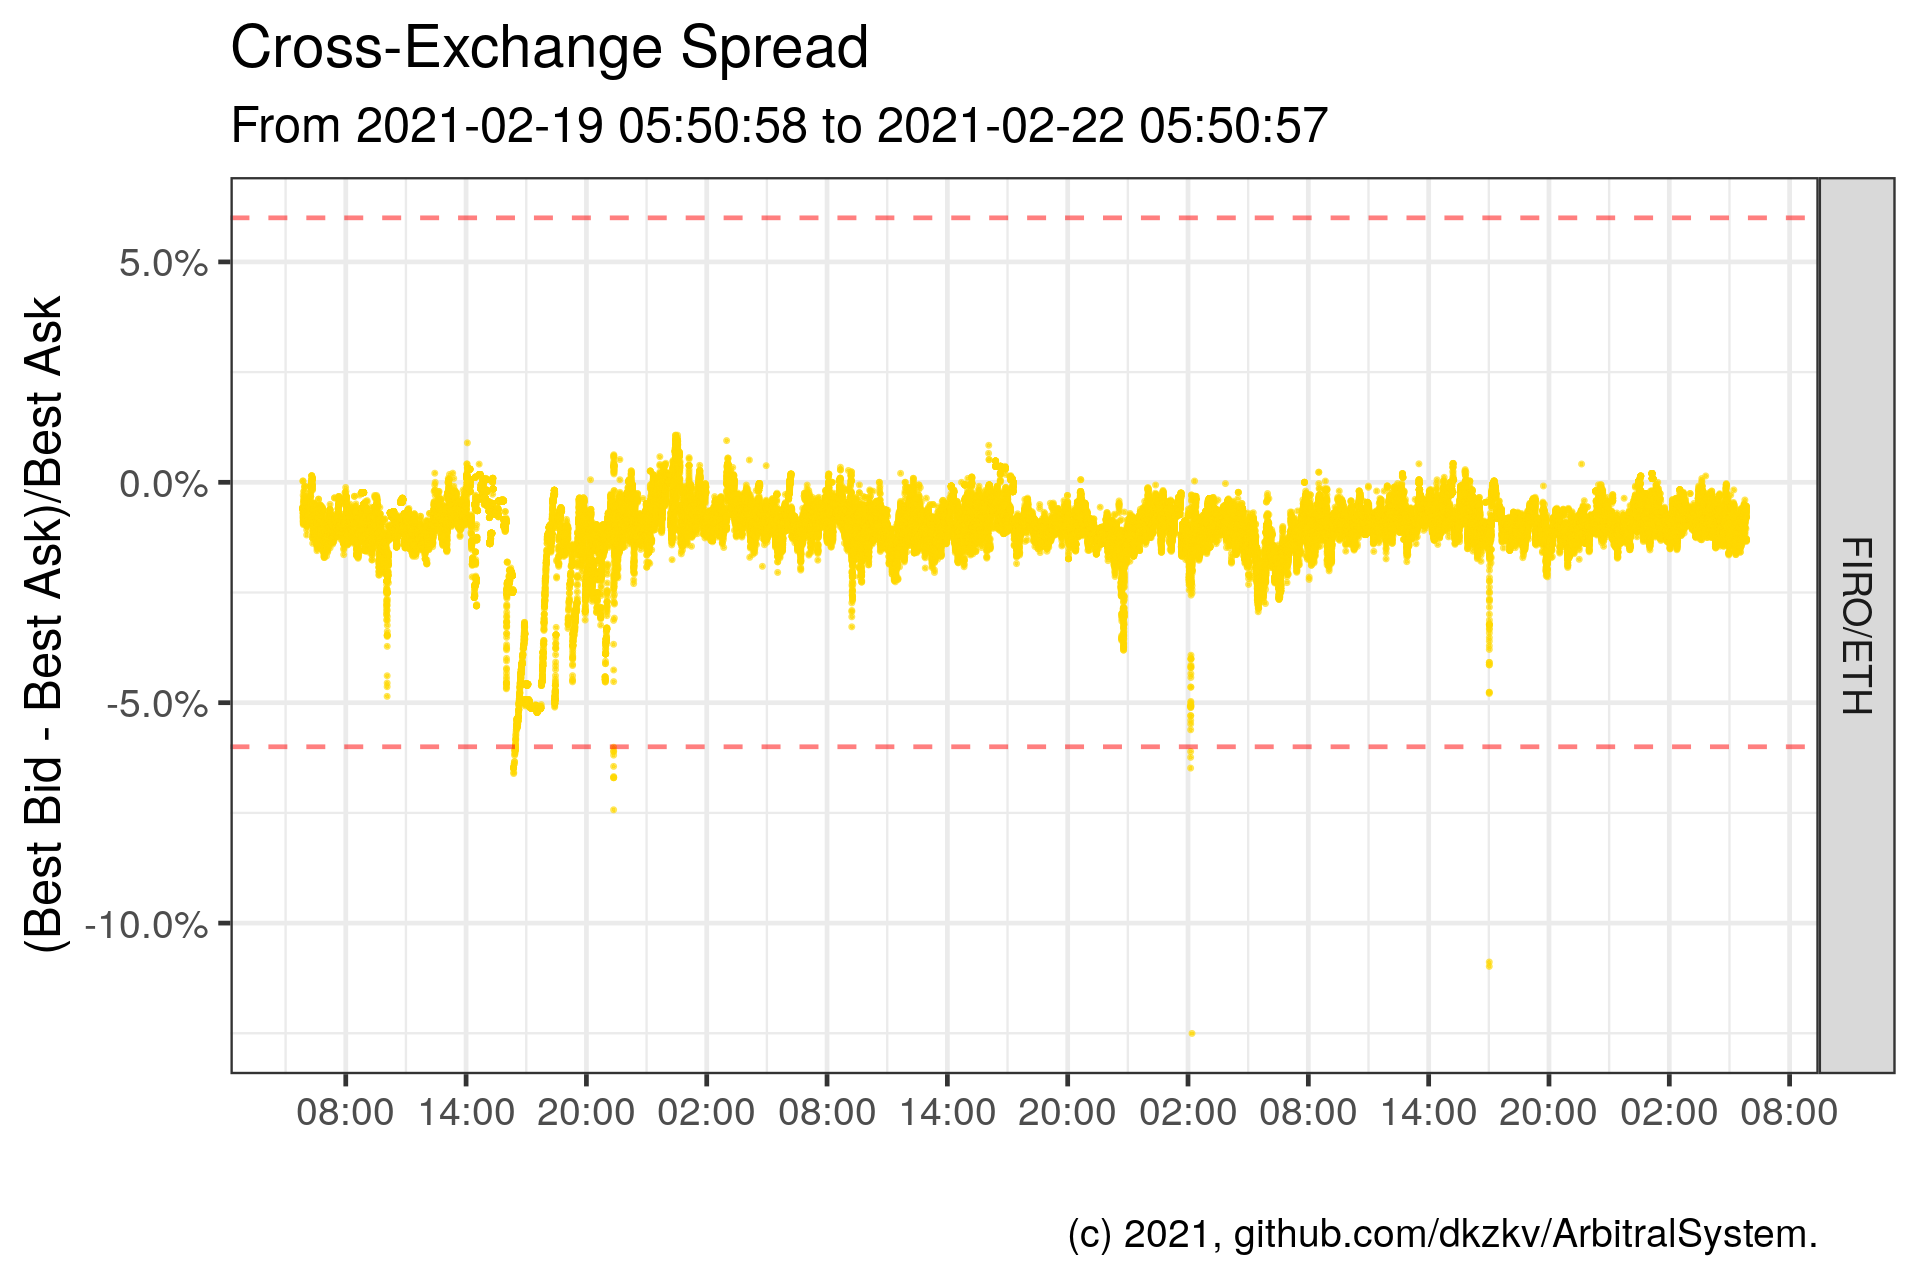 Cross-Exchange Spread
From 2021-02-19 05:50:58 to 2021-02-22 05:50:57
(Best Bid - Best Ask)/Best Ask
5.0%
0.0%
-5.0%
-10.0%
FIRO/ETH
08:00 14:00 20:00 02:00 08:00 14:00 20:00 02:00 08:00 14:00 20:00 02:00 08:00
(c) 2021, github.com/dkzkv/ArbitralSystem.